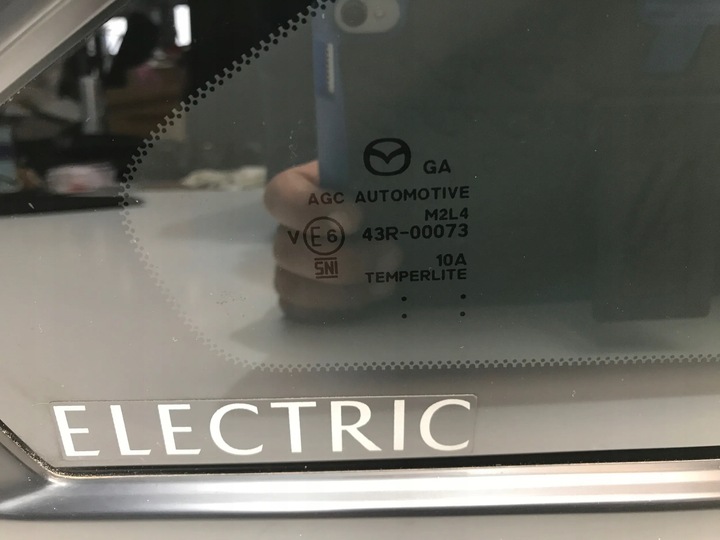 GA
AGC AUTOMOTIVE
M2L4
V E6 43R-00073
SNI
10A
TEMPERLITE
ELECTRIC